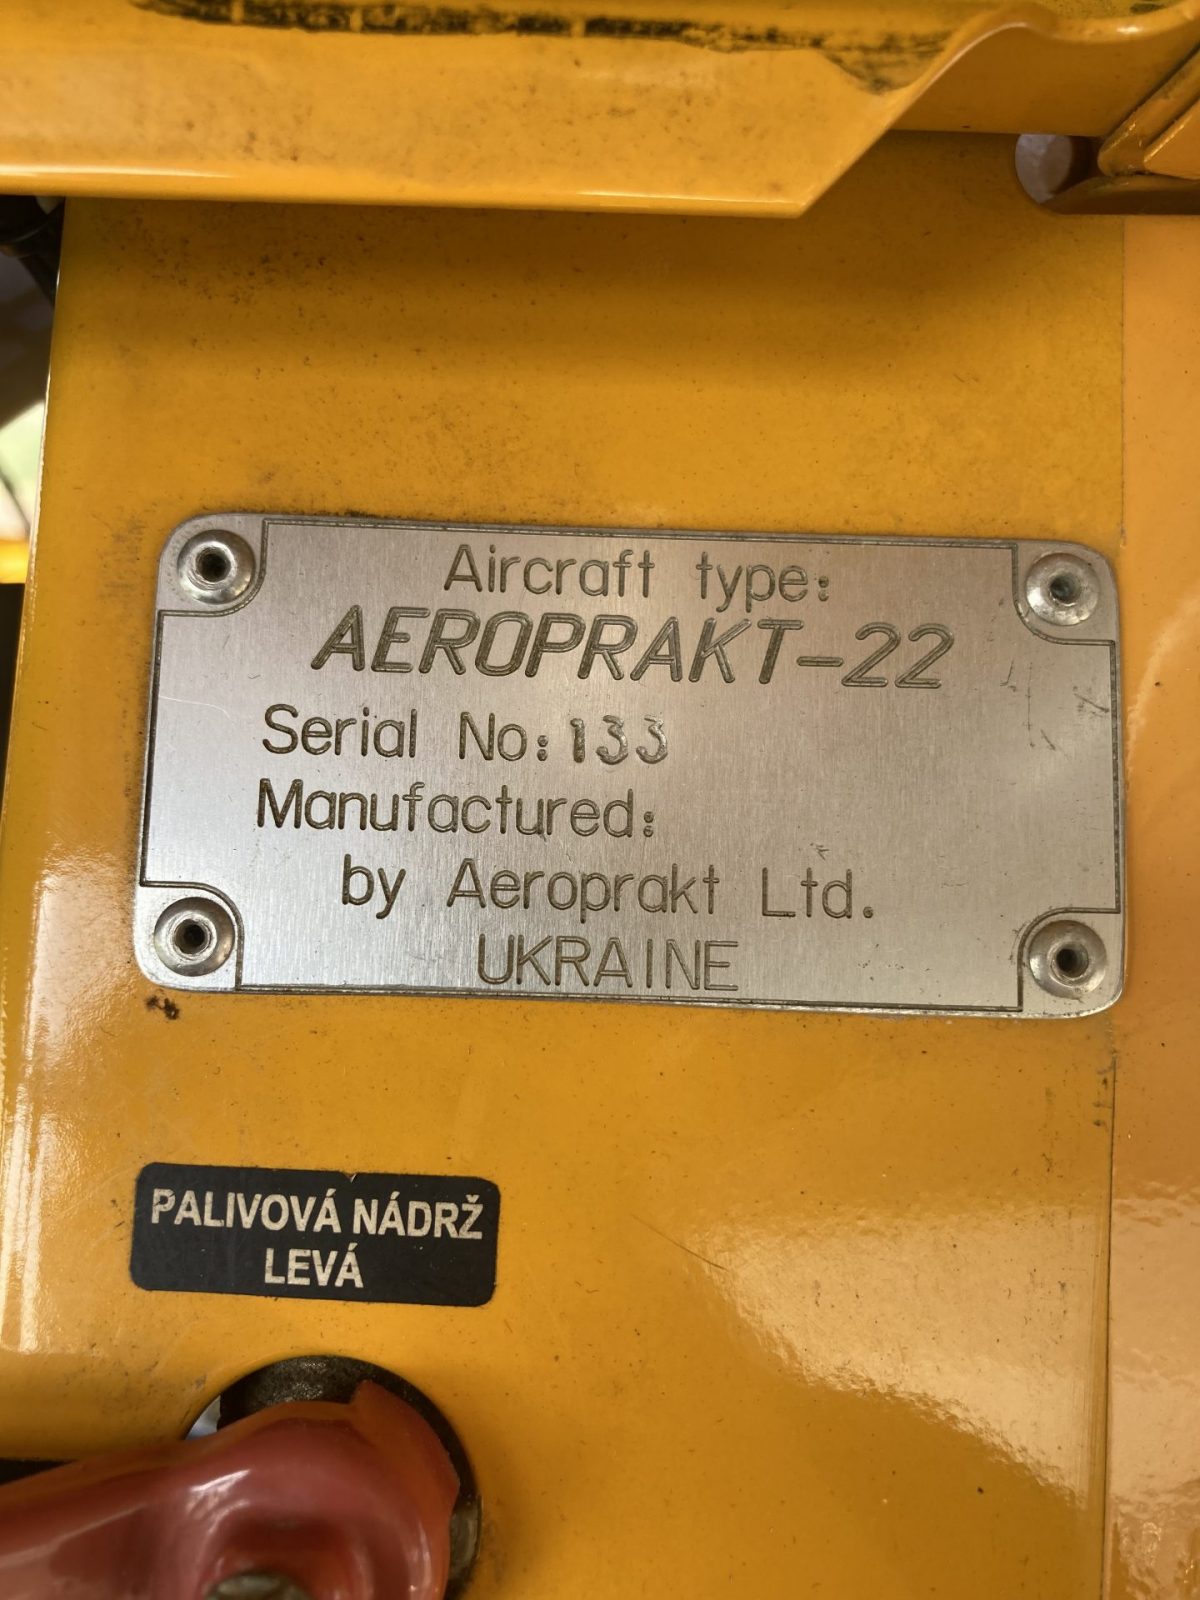 Aircraft type:
AEROPRAKT-22
Serial No: 133
Manufactured:
by Aeroprakt Ltd.
UKRAINE
PALIVOVÁ NÁDRŽ
LEVÁ